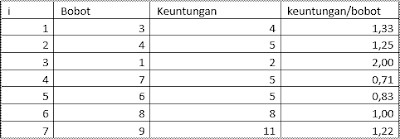 i Bobot Keuntungan keuntungan/bobot
1 3 4 1,33
2 4 5 1,25
3 1 2 2,00
4 7 5 0,71
5 6 5 0,83
6 8 8 1,00
7 9 11 1,22